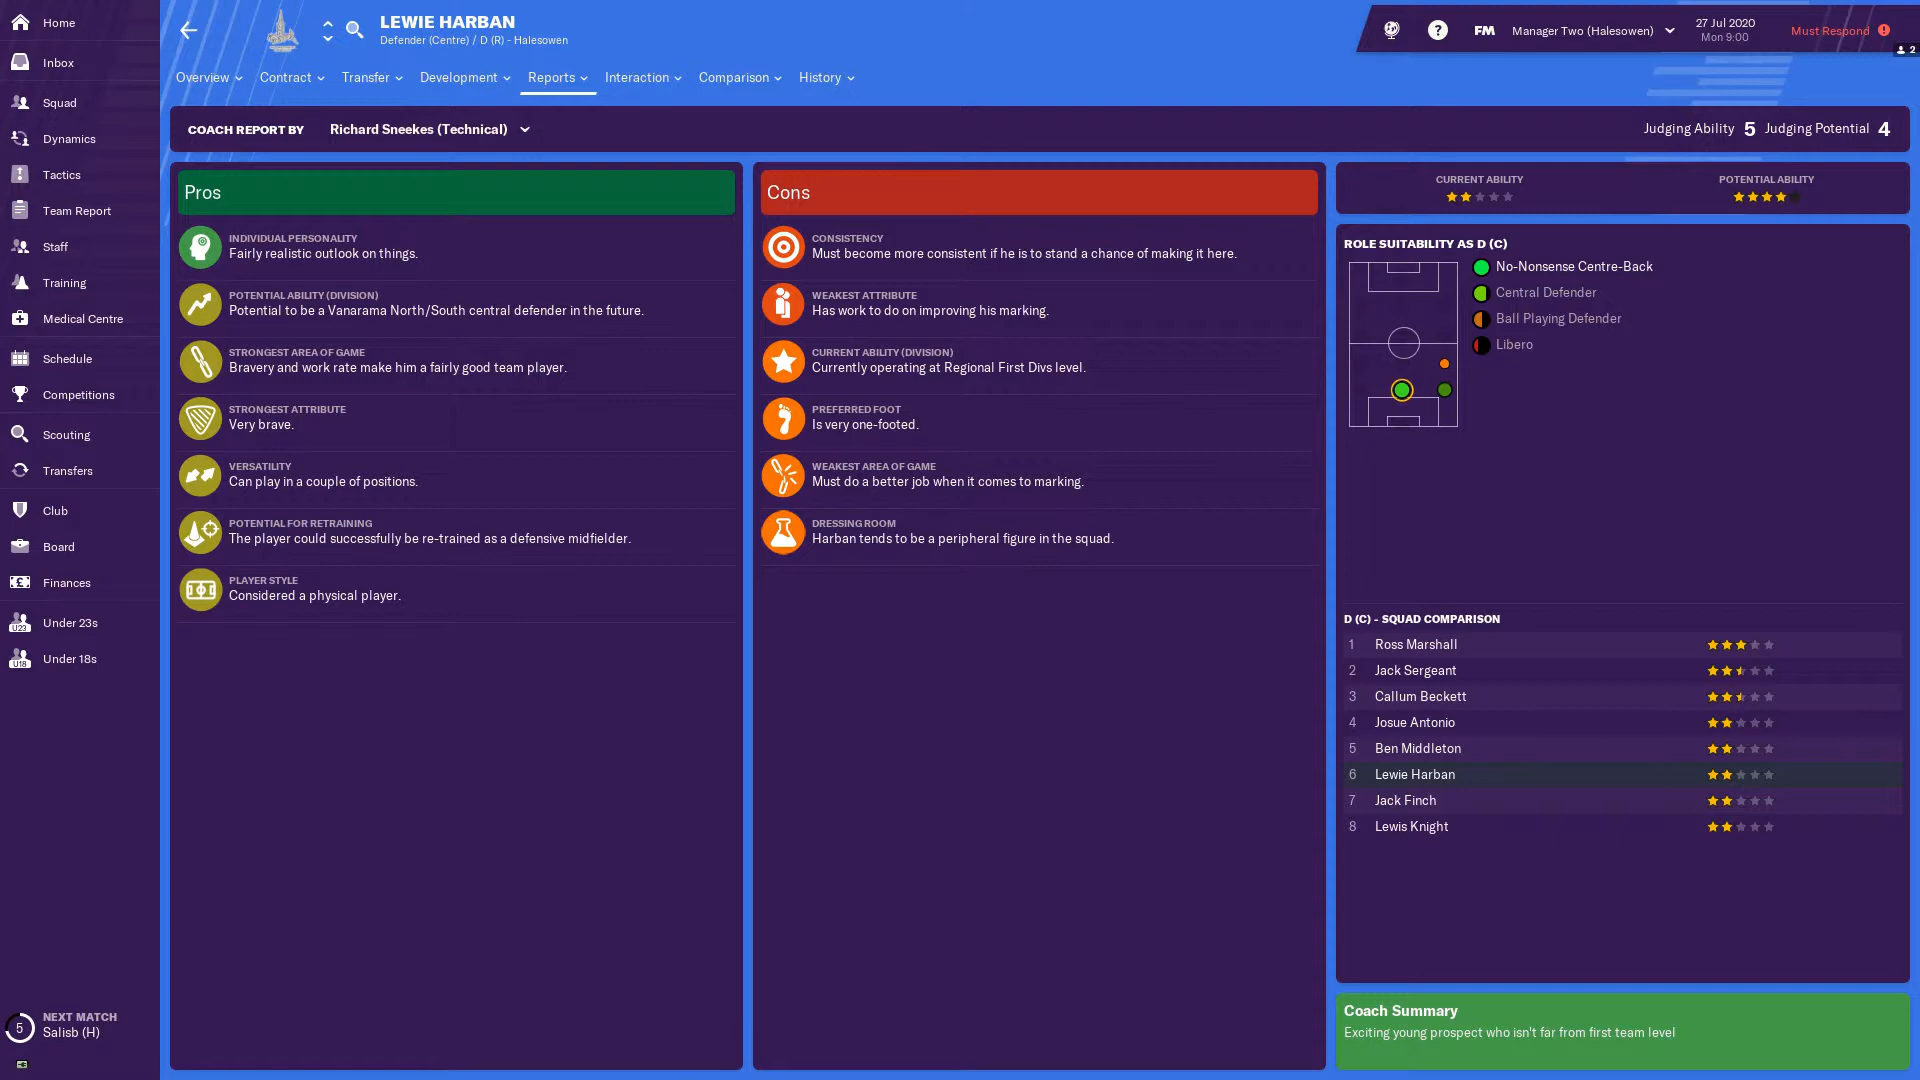 Home
Inbox
Squad
Dynamics
Tactics
Team Report
Staff
Training
Medical Centre
Schedule
Competitions
Scouting
Transfers
Club
Board
Finances
U23
Under 23s
U18
Under 18s
5
NEXT MATCH
Salisb (H)
LEWIE HARBAN
Defender (Centre) / D (R) - Halesowen
?
FM
Manager Two (Halesowen)
27 Jul 2020
Mon 9:00
Must Respond
2
Overview
Contract
Transfer
Development
Reports
Interaction
Comparison
History
COACH REPORT BY
Richard Sneekes (Technical)
Judging Ability 5 Judging Potential 4
Pros
INDIVIDUAL PERSONALITY
Fairly realistic outlook on things.
POTENTIAL ABILITY (DIVISION)
Potential to be a Vanarama North/South central defender in the future.
STRONGEST AREA OF GAME
Bravery and work rate make him a fairly good team player.
STRONGEST ATTRIBUTE
Very brave.
VERSATILITY
Can play in a couple of positions.
POTENTIAL FOR RETRAINING
The player could successfully be re-trained as a defensive midfielder.
PLAYER STYLE
Considered a physical player.
Cons
CONSISTENCY
Must become more consistent if he is to stand a chance of making it here.
WEAKEST ATTRIBUTE
Has work to do on improving his marking.
CURRENT ABILITY (DIVISION)
Currently operating at Regional First Divs level.
PREFERRED FOOT
Is very one-footed.
WEAKEST AREA OF GAME
Must do a better job when it comes to marking.
DRESSING ROOM
Harban tends to be a peripheral figure in the squad.
CURRENT ABILITY
POTENTIAL ABILITY
ROLE SUITABILITY AS D (C)
No-Nonsense Centre-Back
Central Defender
Ball Playing Defender
Libero
D (C) - SQUAD COMPARISON
1 Ross Marshall
2 Jack Sergeant
3 Callum Beckett
4 Josue Antonio
5 Ben Middleton
6 Lewie Harban
7 Jack Finch
8 Lewis Knight
Coach Summary
Exciting young prospect who isn't far from first team level